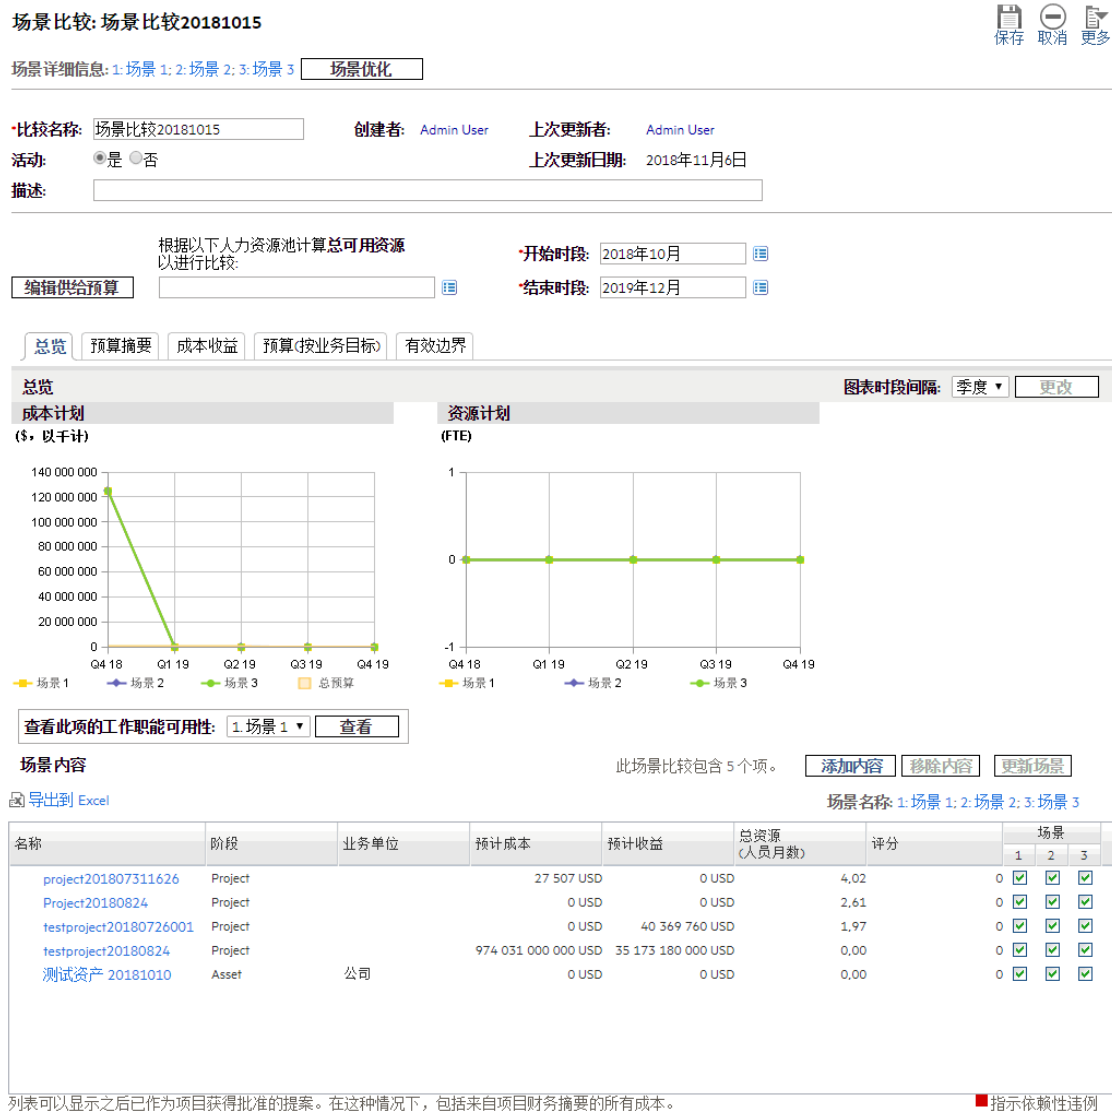 场景比较: 场景比较20181015
保存 取消 更多
场景详细信息: 1: 场景 1; 2: 场景 2; 3: 场景 3 场景优化
*比较名称: 场景比较20181015 创建者: Admin User 上次更新者: Admin User
活动: 是 否 上次更新日期: 2018年11月6日
描述:
根据以下人力资源池计算总可用资源
以进行比较:
*开始时段: 2018年10月
编辑供给预算 *结束时段: 2019年12月
总览 预算摘要 成本收益 预算(按业务目标) 有效边界
总览 图表时段间隔: 季度 更改
成本计划 资源计划
($，以千计) (FTE)
140 000 000 1
120 000 000
100 000 000
80 000 000 0
60 000 000
40 000 000
20 000 000
0 -1
Q4 18 Q1 19 Q2 19 Q3 19 Q4 19 Q4 18 Q1 19 Q2 19 Q3 19 Q4 19
场景 1 场景 2 场景 3 总预算 场景 1 场景 2 场景 3
查看此项的工作职能可用性: 1. 场景 1 查看
场景内容 此场景比较包含 5 个项。 添加内容 移除内容 更新场景
导出到 Excel 场景名称: 1: 场景 1; 2: 场景 2; 3: 场景 3
名称 阶段 业务单位 预计成本 预计收益 总资源 (人员月数) 评分 场景
1 2 3
project201807311626 Project 27 507 USD 0 USD 4,02 0
Project20180824 Project 0 USD 0 USD 2,61 0
testproject20180726001 Project 0 USD 40 369 760 USD 1,97 0
testproject20180824 Project 974 031 000 000 USD 35 173 180 000 USD 0,00 0
测试资产 20181010 Asset 公司 0 USD 0 USD 0,00 0
列表可以显示之后已作为项目获得批准的提案。在这种情况下，包括来自项目财务摘要的所有成本。 指示依赖性违例